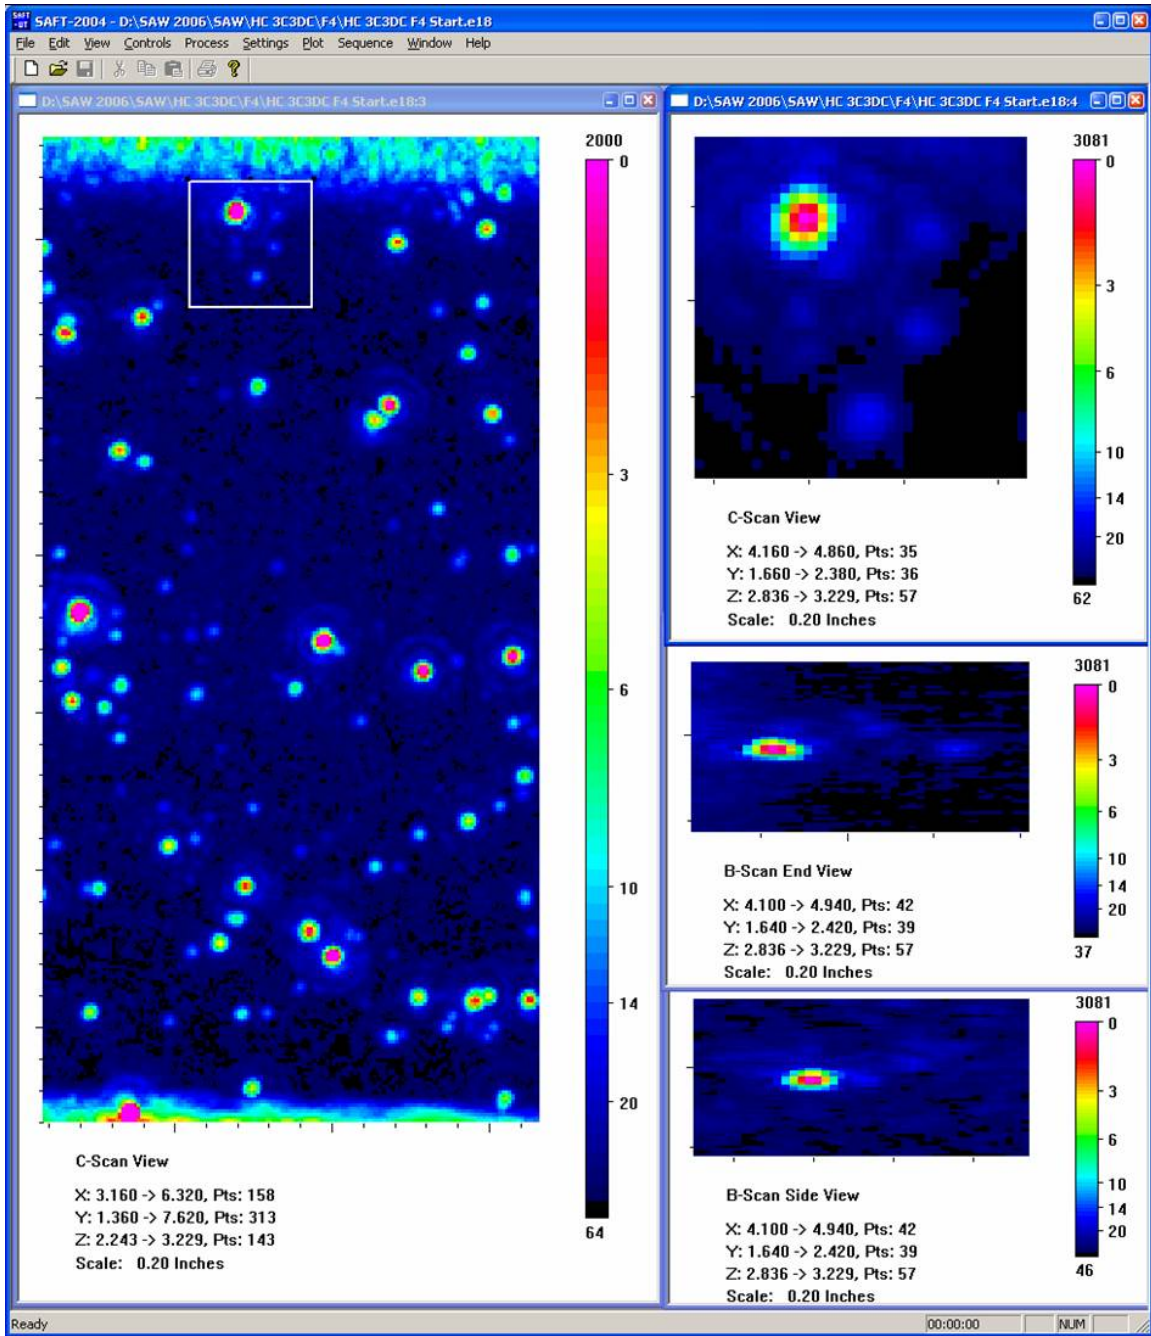 SAFT-2004 - D:\SAW 2006\SAW\HC 3C3DC\F4\HC 3C3DC F4 Start.e18
File Edit View Controls Process Settings Plot Sequence Window Help
D:\SAW 2006\SAW\HC 3C3DC\F4\HC 3C3DC F4 Start.e18:3
2000
0
3
6
10
14
20
64
C-Scan View
X: 3.160 -> 6.320, Pts: 158
Y: 1.360 -> 7.620, Pts: 313
Z: 2.243 -> 3.229, Pts: 143
Scale: 0.20 Inches
D:\SAW 2006\SAW\HC 3C3DC\F4\HC 3C3DC F4 Start.e18:4
3081
0
3
6
10
14
20
62
C-Scan View
X: 4.160 -> 4.860, Pts: 35
Y: 1.660 -> 2.380, Pts: 36
Z: 2.836 -> 3.229, Pts: 57
Scale: 0.20 Inches
3081
0
3
6
10
14
20
37
B-Scan End View
X: 4.100 -> 4.940, Pts: 42
Y: 1.640 -> 2.420, Pts: 39
Z: 2.836 -> 3.229, Pts: 57
Scale: 0.20 Inches
3081
0
3
6
10
14
20
46
B-Scan Side View
X: 4.100 -> 4.940, Pts: 42
Y: 1.640 -> 2.420, Pts: 39
Z: 2.836 -> 3.229, Pts: 57
Scale: 0.20 Inches
Ready
00:00:00
NUM